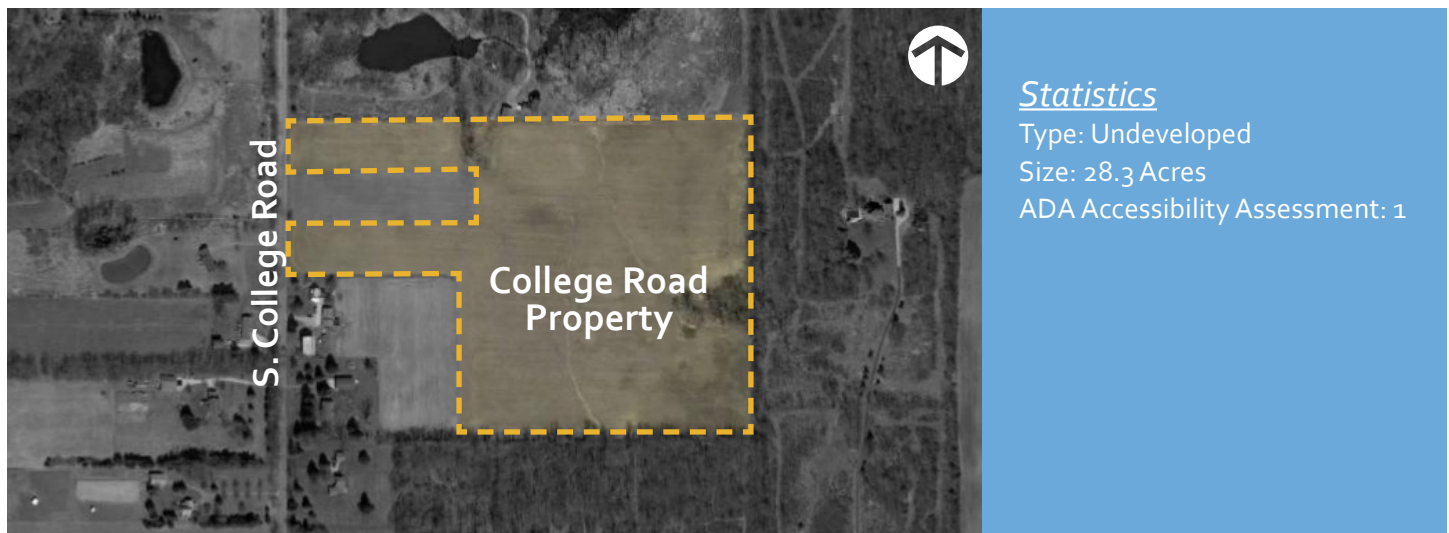 S. College Road
College Road
Property
Statistics
Type: Undeveloped
Size: 28.3 Acres
ADA Accessibility Assessment: 1